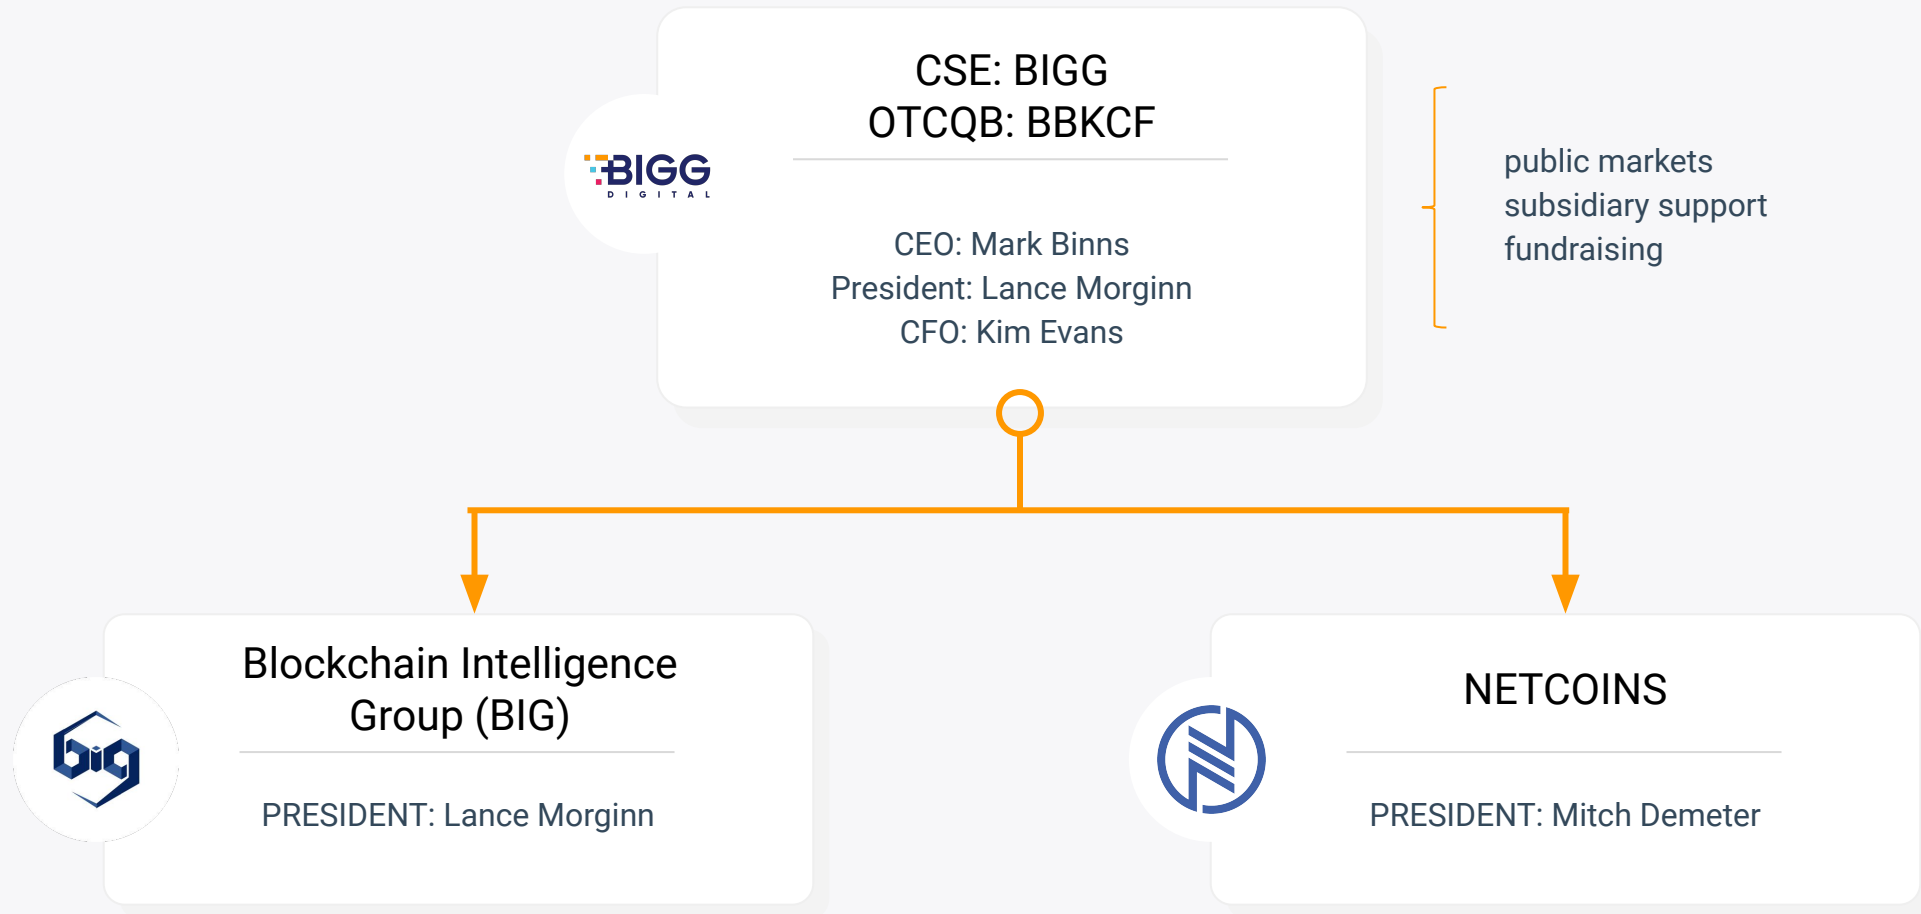 CSE: BIGG
OTCQB: BBKCF
BIGG
DIGITAL
CEO: Mark Binns
President: Lance Morginn
CFO: Kim Evans
public markets
subsidiary support
fundraising
Blockchain Intelligence
Group (BIG)
big
PRESIDENT: Lance Morginn
NETCOINS
PRESIDENT: Mitch Demeter